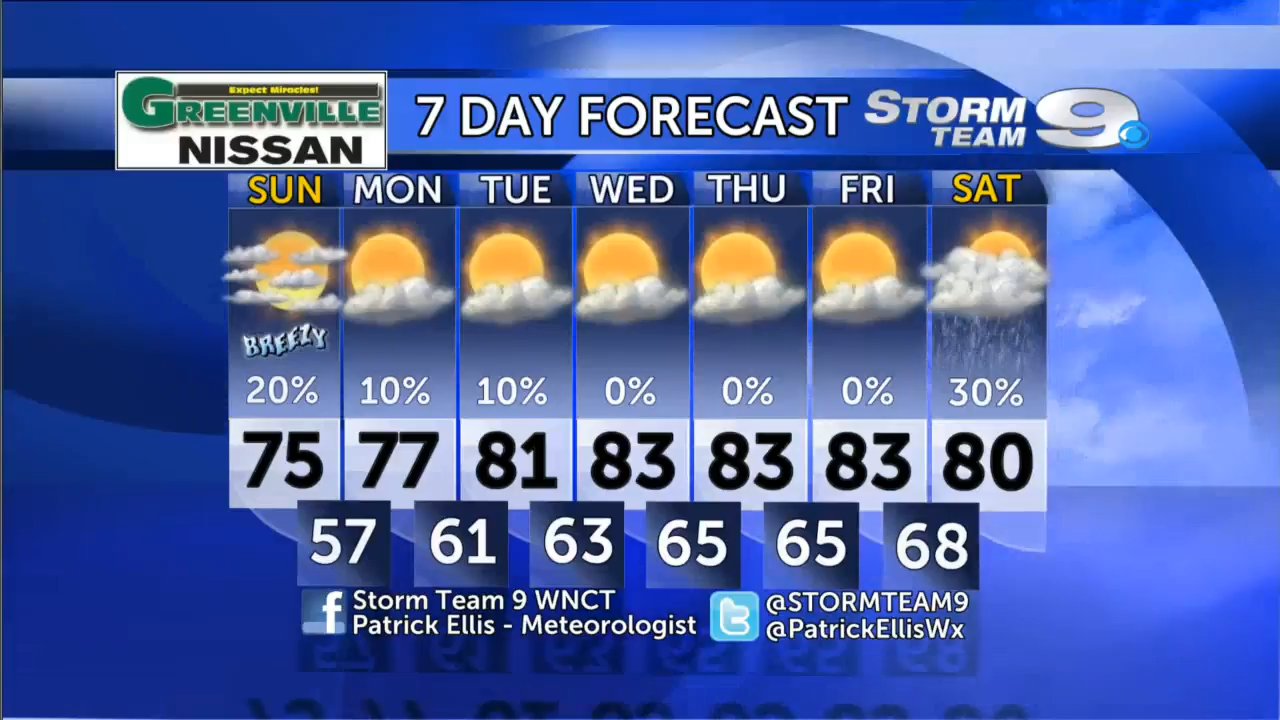 Expect Miracles!
GREENVILLE
NISSAN
7 DAY FORECAST
STORM
TEAM
9
SUN MON TUE WED THU FRI SAT
BREEZY
20% 10% 10% 0% 0% 0% 30%
75 77 81 83 83 83 80
57 61 63 65 65 68
f Storm Team 9 WNCT
Patrick Ellis - Meteorologist
t @STORMTEAM9
@PatrickEllisWx